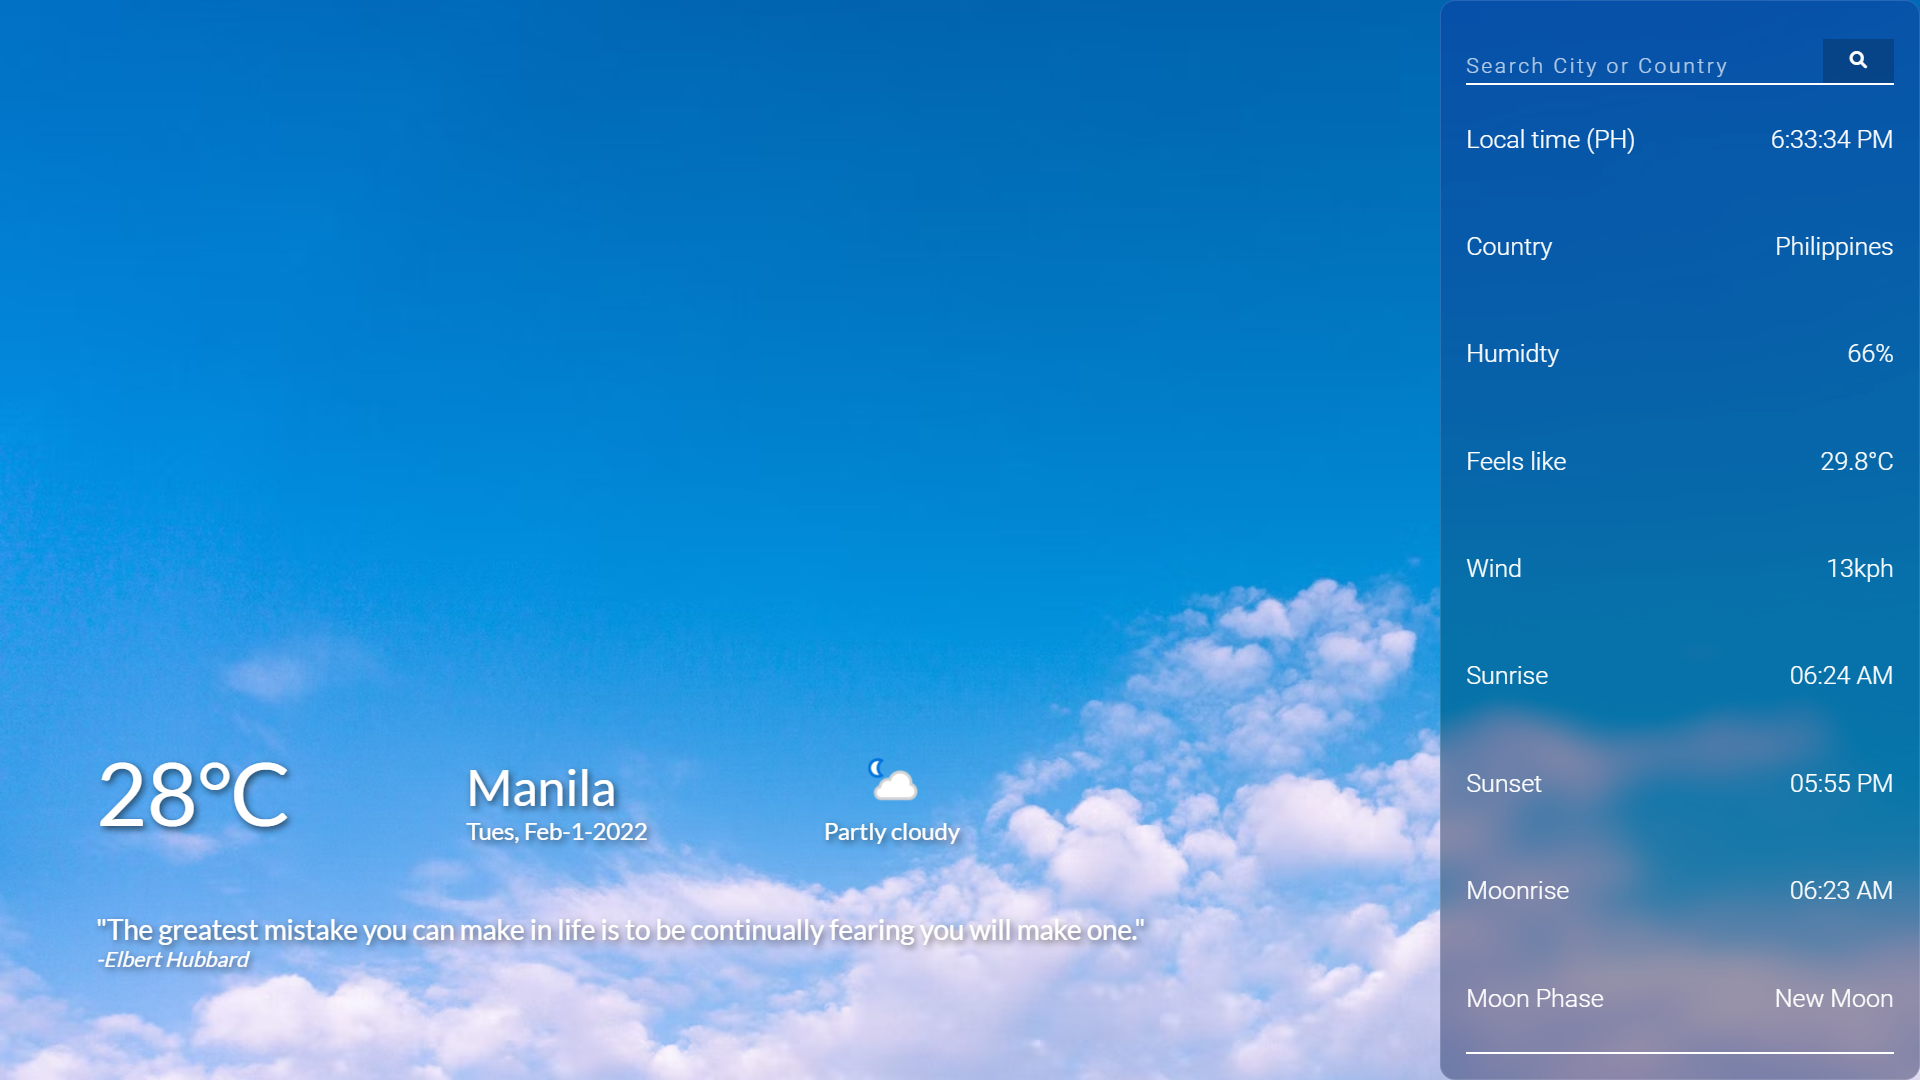 Search City or Country
Local time (PH) 6:33:34 PM
Country Philippines
Humidty 66%
Feels like 29.8°C
Wind 13kph
Sunrise 06:24 AM
Sunset 05:55 PM
Moonrise 06:23 AM
Moon Phase New Moon
28°C
Manila
Tues, Feb-1-2022
Partly cloudy
"The greatest mistake you can make in life is to be continually fearing you will make one."
-Elbert Hubbard